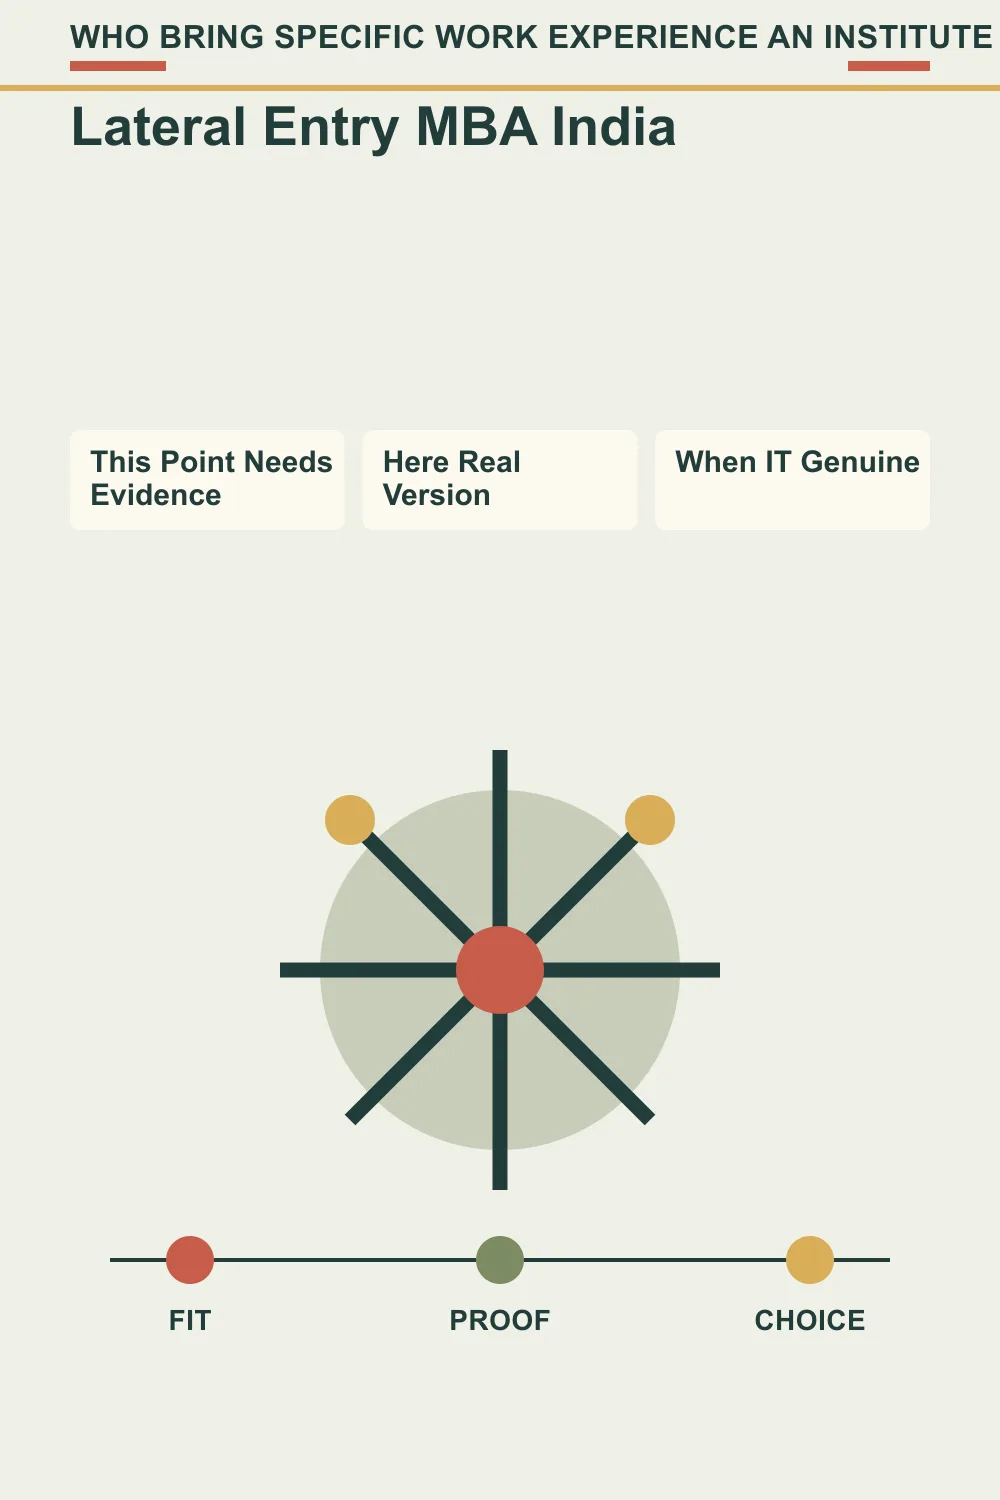 WHO BRING SPECIFIC WORK EXPERIENCE AN INSTITUTE
Lateral Entry MBA India
This Point Needs
Evidence
Here Real
Version
When IT Genuine
FIT
PROOF
CHOICE